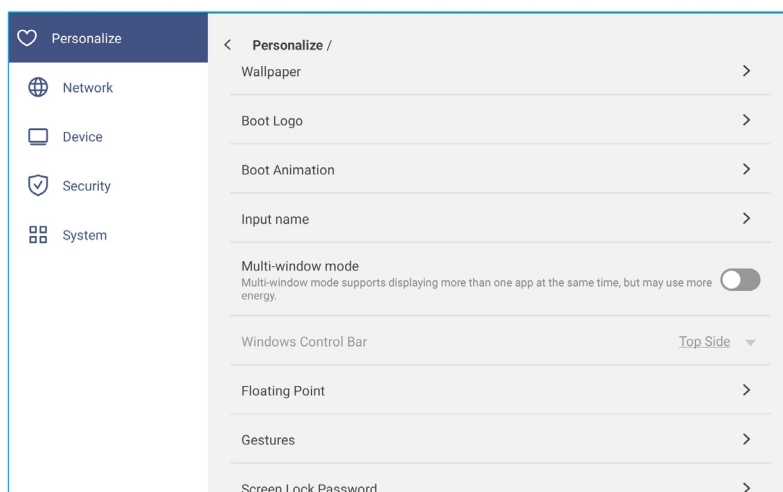 Personalize
Network
Device
Security
System
Personalize /
Wallpaper
Boot Logo
Boot Animation
Input name
Multi-window mode
Multi-window mode supports displaying more than one app at the same time, but may use more
energy.
Windows Control Bar Top Side
Floating Point
Gestures
Screen Lock Password